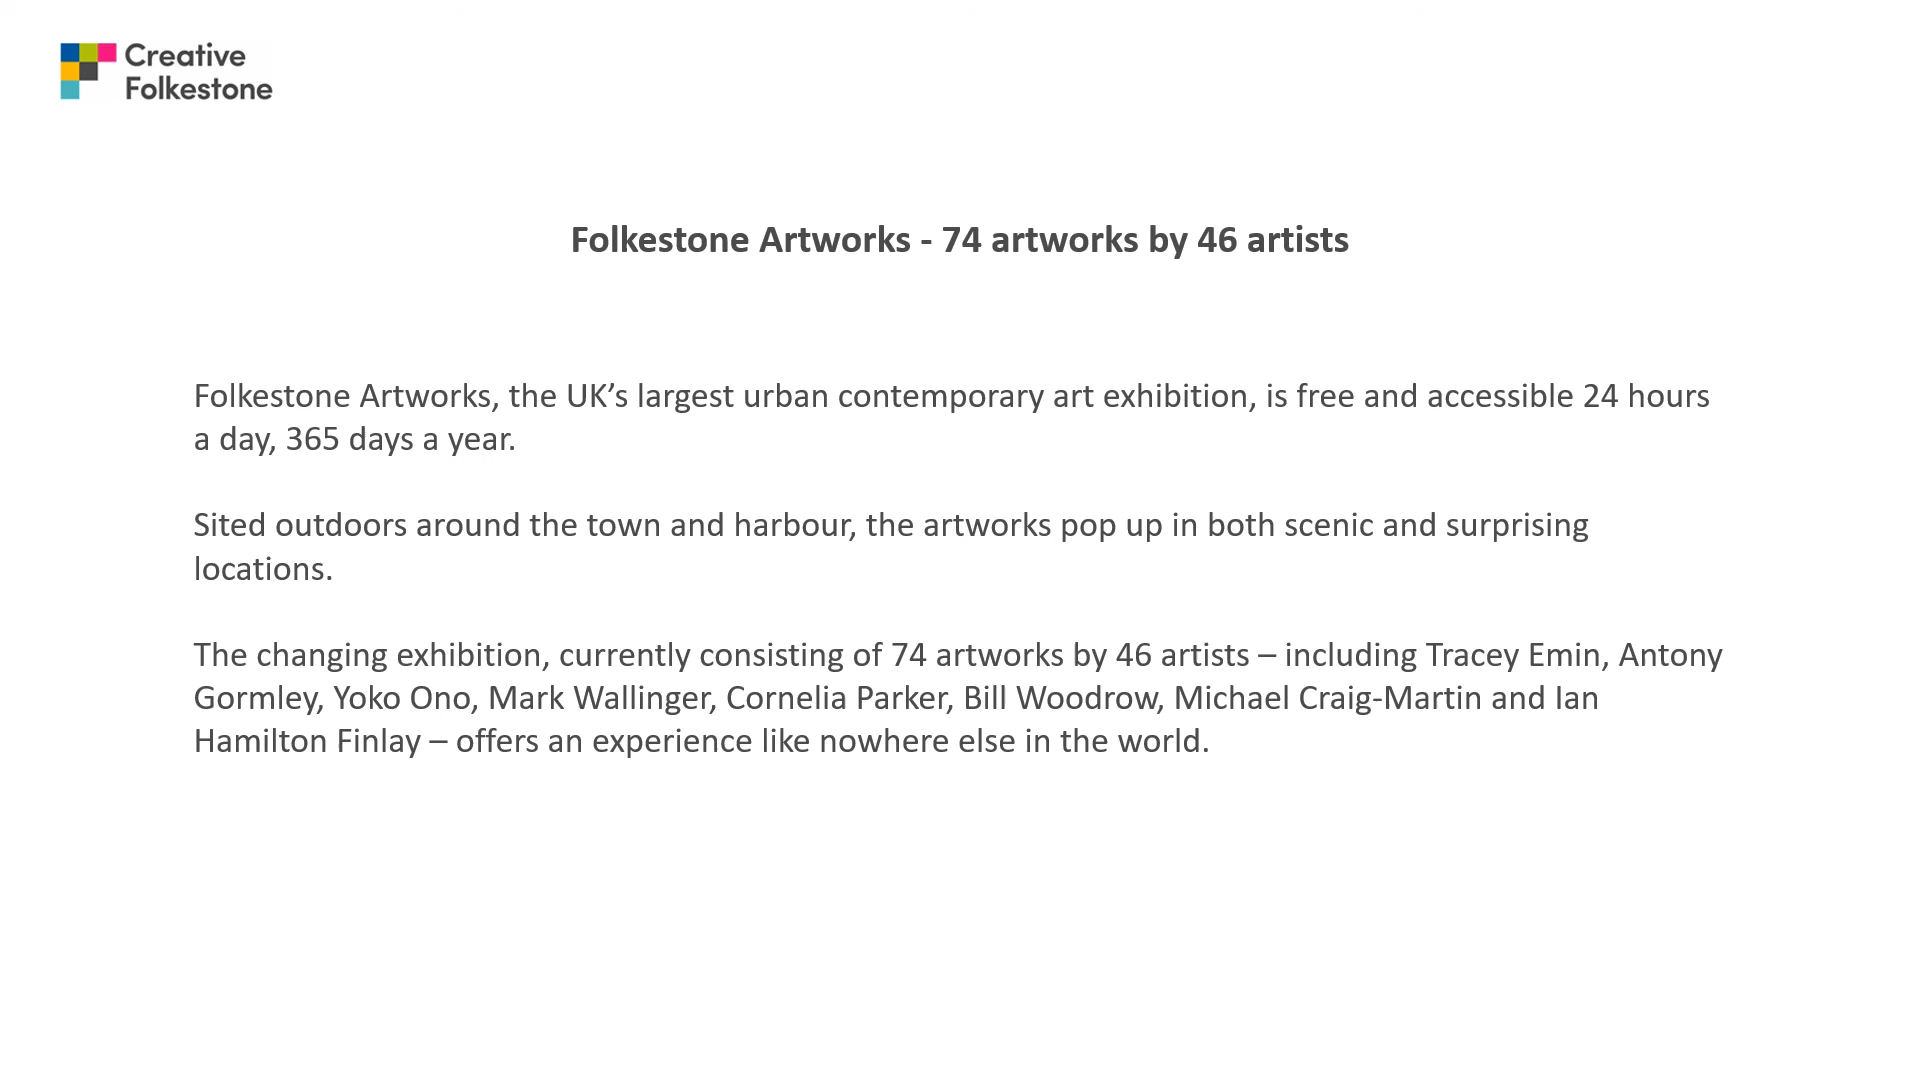 Creative
Folkestone
Folkestone Artworks - 74 artworks by 46 artists
Folkestone Artworks, the UK’s largest urban contemporary art exhibition, is free and accessible 24 hours
a day, 365 days a year.
Sited outdoors around the town and harbour, the artworks pop up in both scenic and surprising
locations.
The changing exhibition, currently consisting of 74 artworks by 46 artists – including Tracey Emin, Antony
Gormley, Yoko Ono, Mark Wallinger, Cornelia Parker, Bill Woodrow, Michael Craig-Martin and Ian
Hamilton Finlay – offers an experience like nowhere else in the world.